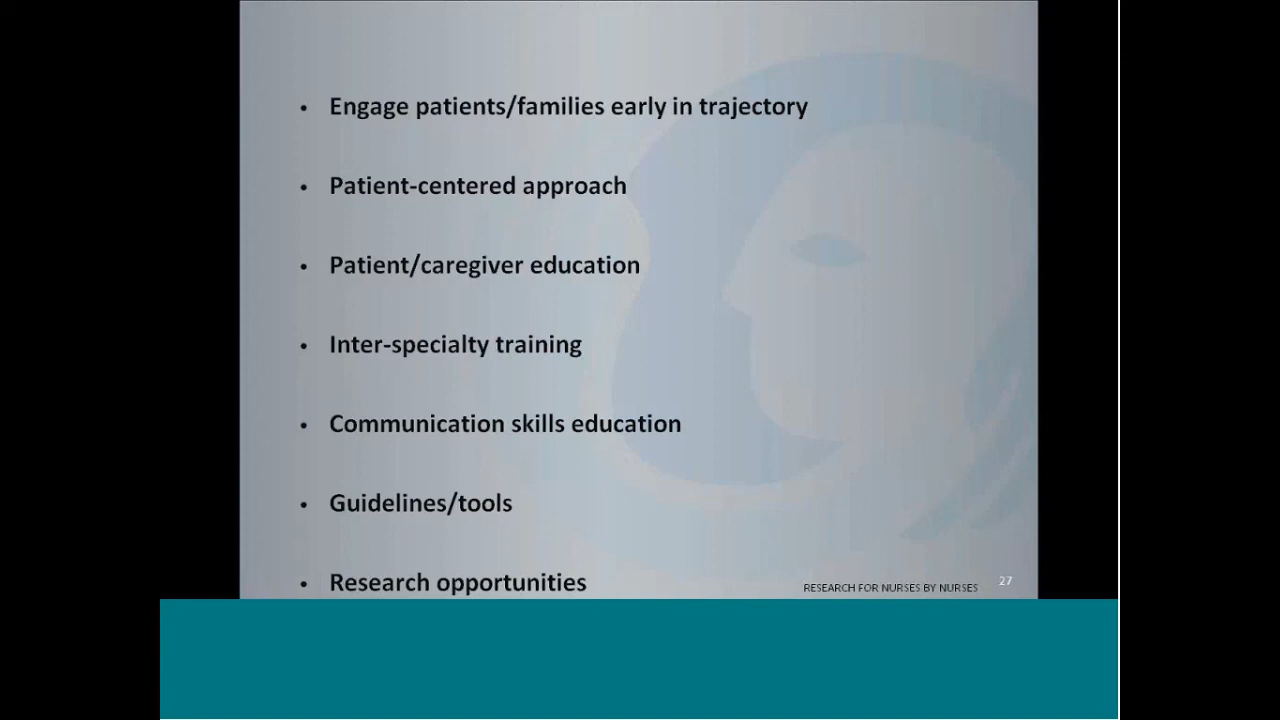 • Engage patients/families early in trajectory
• Patient-centered approach
• Patient/caregiver education
• Inter-specialty training
• Communication skills education
• Guidelines/tools
• Research opportunities
RESEARCH FOR NURSES BY NURSES
27